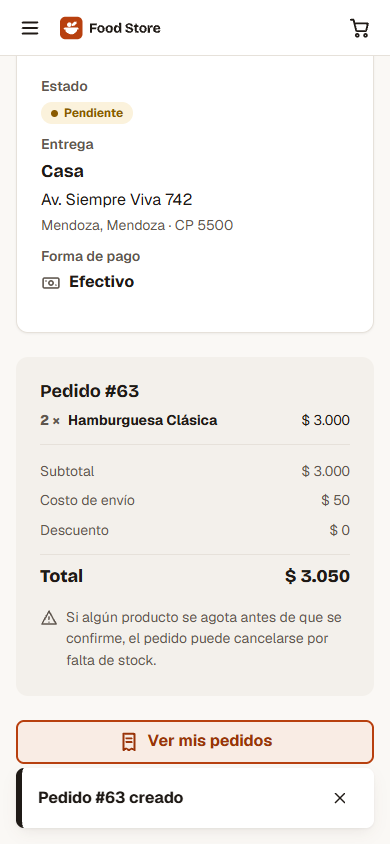 Food Store
Estado
Pendiente
Entrega
Casa
Av. Siempre Viva 742
Mendoza, Mendoza · CP 5500
Forma de pago
Efectivo
Pedido #63
2 × Hamburguesa Clásica $ 3.000
Subtotal $ 3.000
Costo de envío $ 50
Descuento $ 0
Total $ 3.050
Si algún producto se agota antes de que se
confirme, el pedido puede cancelarse por
falta de stock.
Ver mis pedidos
Pedido #63 creado